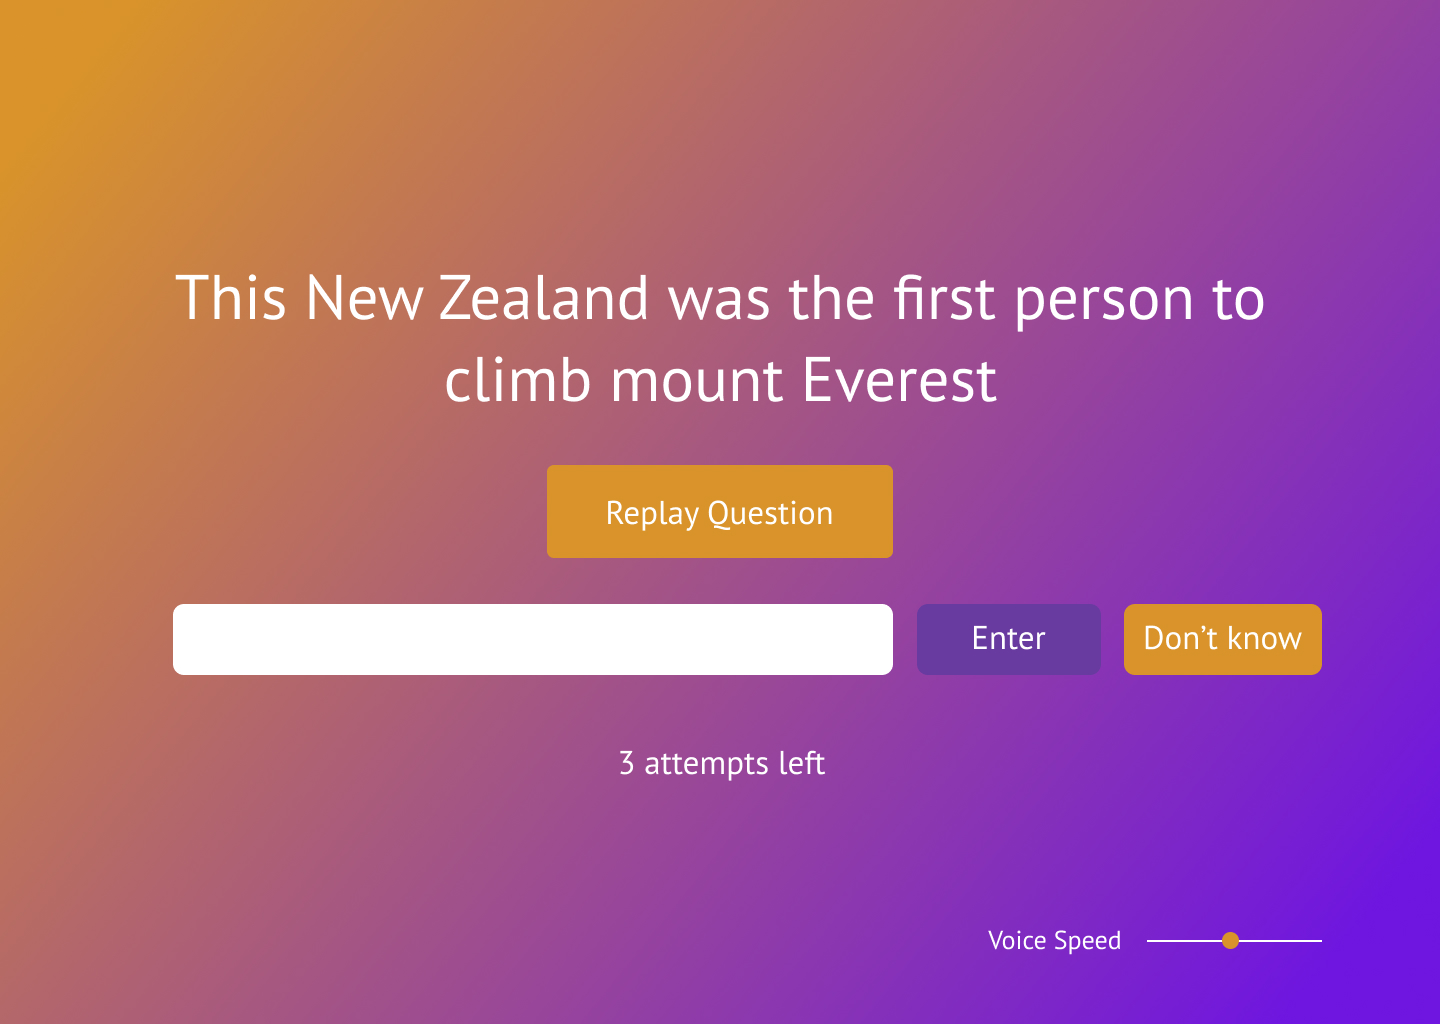 This New Zealand was the first person to
climb mount Everest
Replay Question
Enter
Don’t know
3 attempts left
Voice Speed